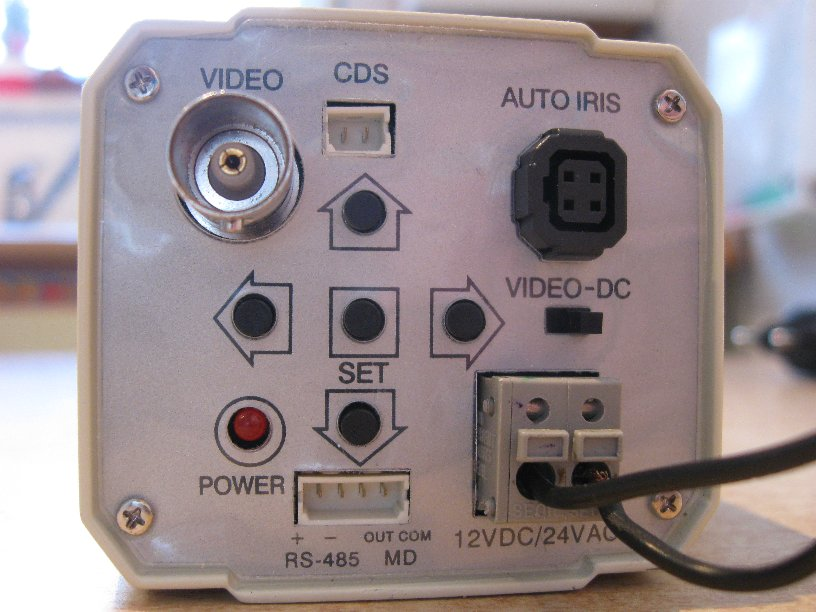 VIDEO
CDS
AUTO IRIS
VIDEO-DC
SET
POWER
+ - OUT COM
RS-485 MD
12VDC/24VAC